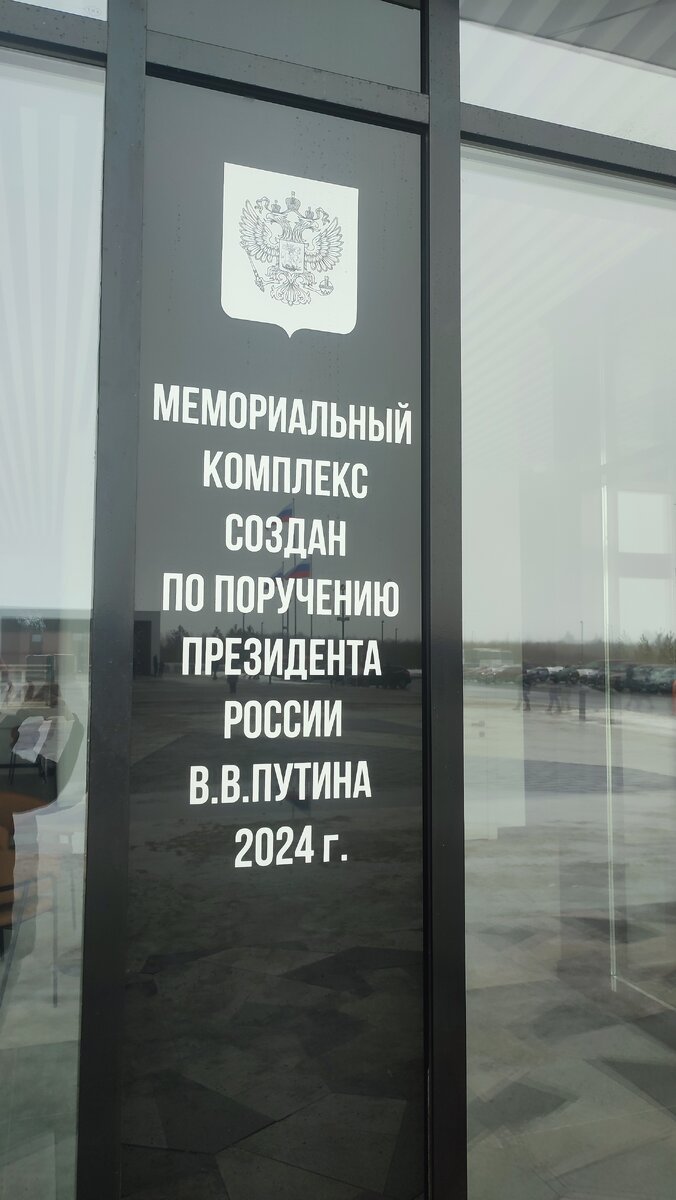 МЕМОРИАЛЬНЫЙ
КОМПЛЕКС
СОЗДАН
ПО ПОРУЧЕНИЮ
ПРЕЗИДЕНТА
РОССИИ
В.В.ПУТИНА
2024 г.